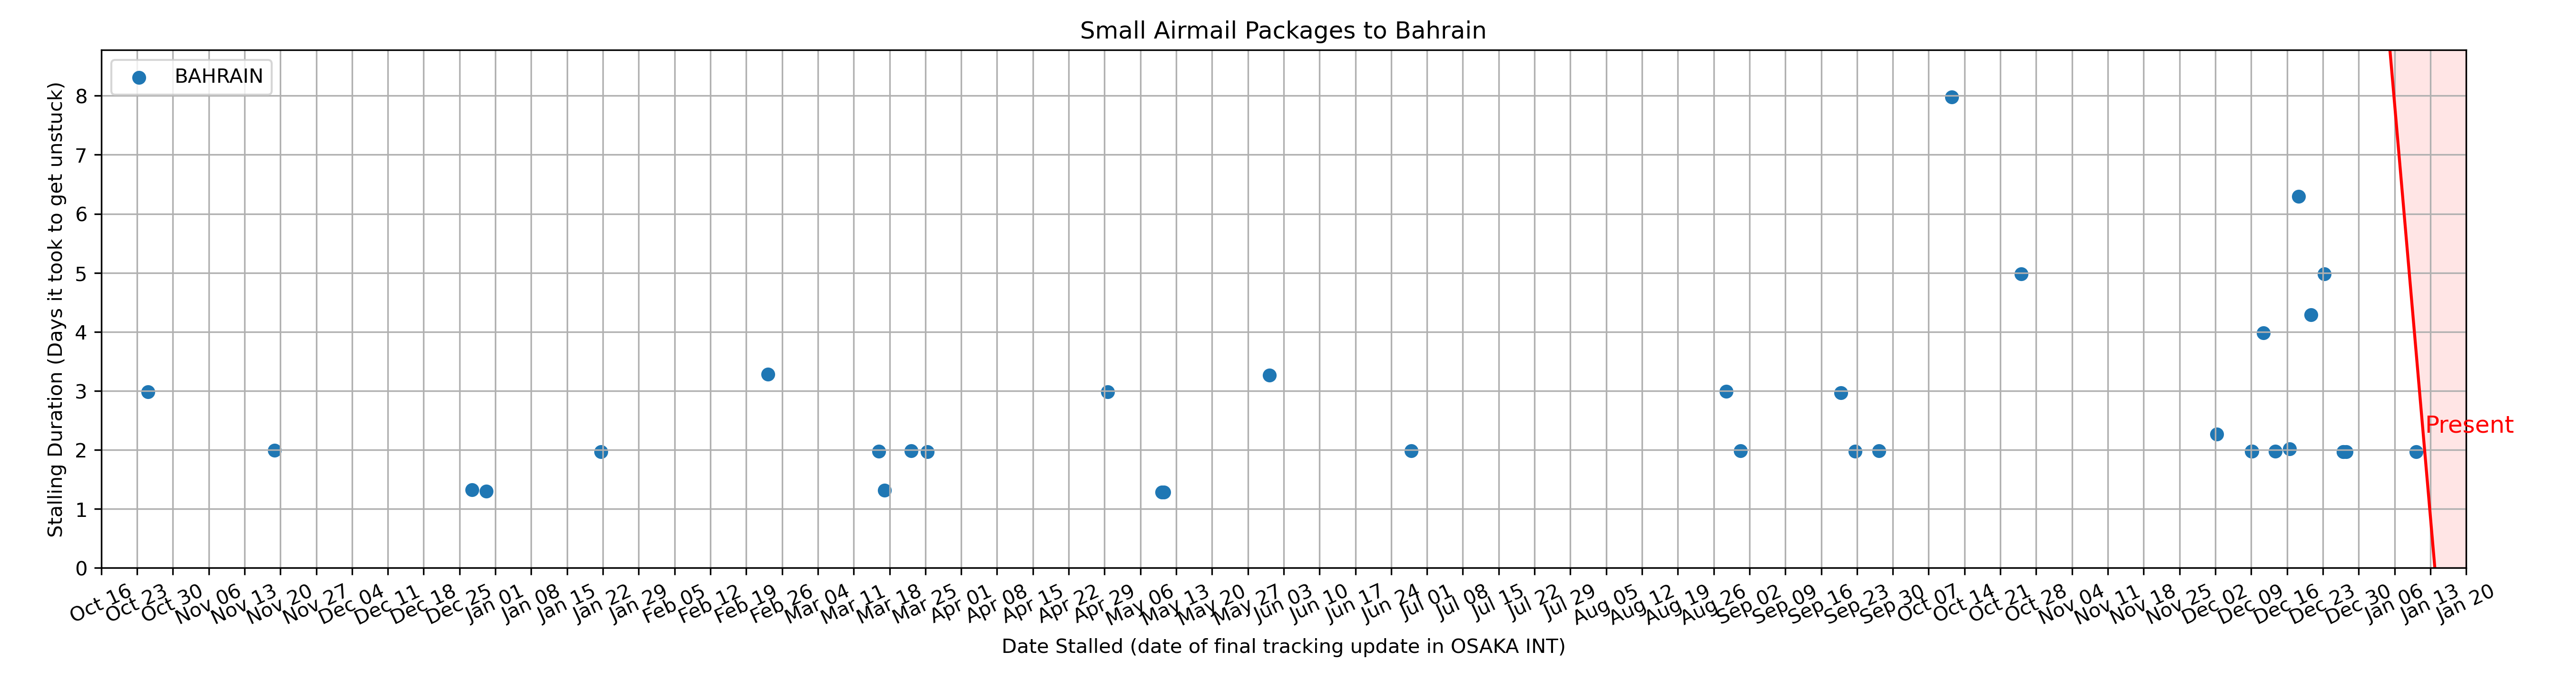 Small Airmail Packages to Bahrain
BAHRAIN
Stalling Duration (Days it took to get unstuck)
8
7
6
5
4
3
2
1
0
Present
Oct 16 Oct 23 Oct 30 Nov 06 Nov 13 Nov 20 Nov 27 Dec 04 Dec 11 Dec 18 Dec 25 Jan 01 Jan 08 Jan 15 Jan 22 Jan 29 Feb 05 Feb 12 Feb 19 Feb 26 Mar 04 Mar 11 Mar 18 Mar 25 Apr 01 Apr 08 Apr 15 Apr 22 Apr 29 May 06 May 13 May 20 May 27 Jun 03 Jun 10 Jun 17 Jun 24 Jul 01 Jul 08 Jul 15 Jul 22 Jul 29 Aug 05 Aug 12 Aug 19 Aug 26 Sep 02 Sep 09 Sep 16 Sep 23 Sep 30 Oct 07 Oct 14 Oct 21 Oct 28 Nov 04 Nov 11 Nov 18 Nov 25 Dec 02 Dec 09 Dec 16 Dec 23 Dec 30 Jan 06 Jan 13 Jan 20
Date Stalled (date of final tracking update in OSAKA INT)